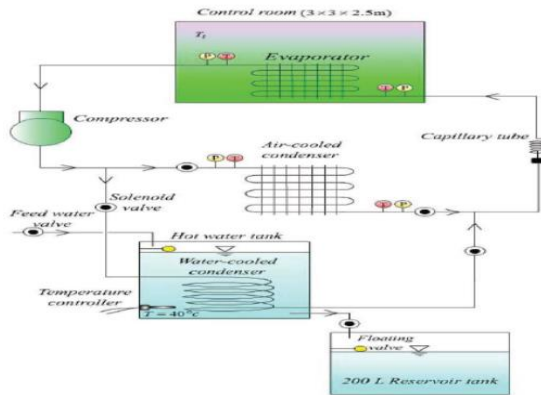 Control room (3×3×2.5m)
T₁
P T
Evaporator
T P
Compressor
Capillary tube
Air-cooled
condenser
P T
T P
Solenoid
valve
Feed water
valve
Hot water tank
Water-cooled
condenser
Temperature
controller
T = 40°c
Floating
valve
200 L Reservoir tank